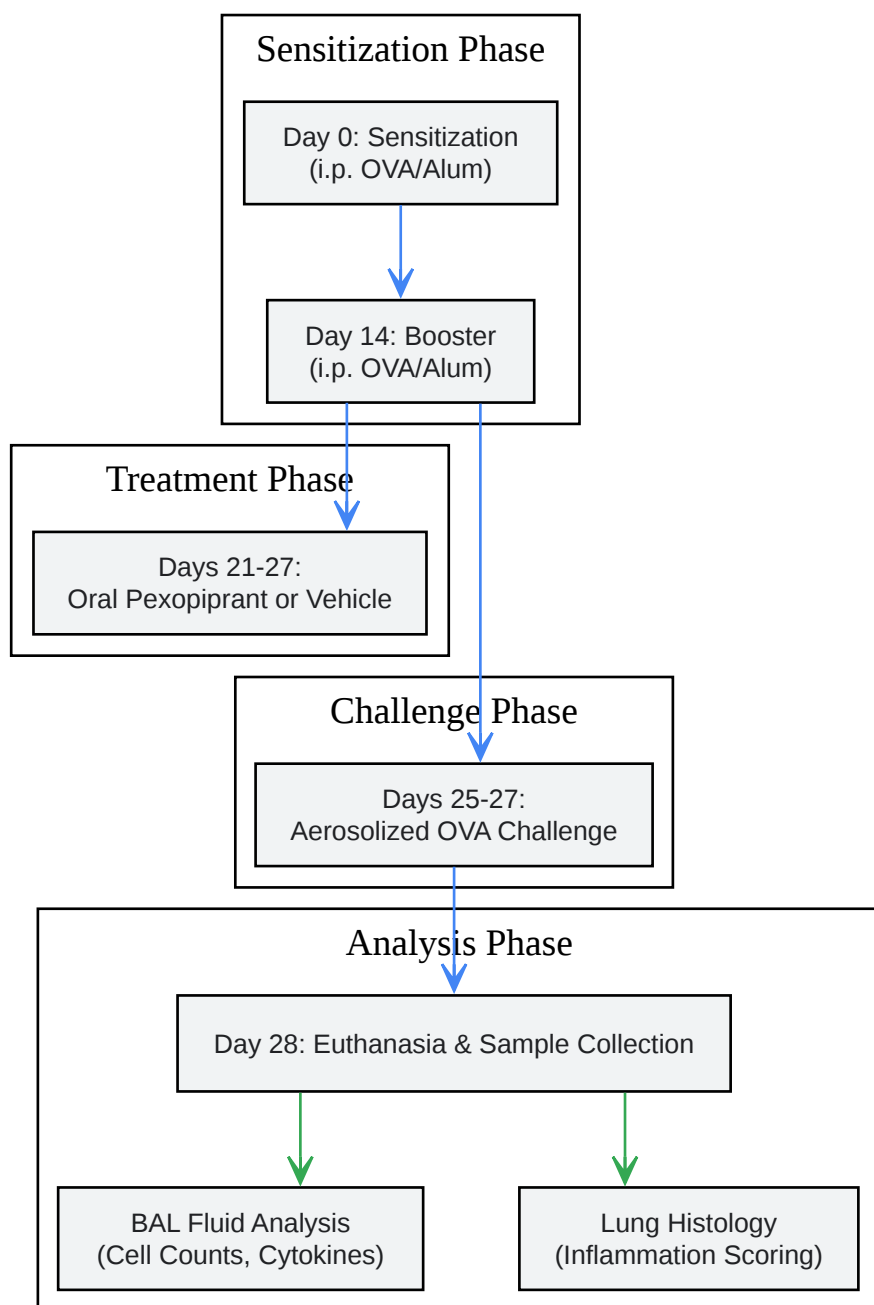 Sensitization Phase
Day 0: Sensitization
(i.p. OVA/Alum)
Day 14: Booster
(i.p. OVA/Alum)
Treatment Phase
Days 21-27:
Oral Pexopiprant or Vehicle
Challenge Phase
Days 25-27:
Aerosolized OVA Challenge
Analysis Phase
Day 28: Euthanasia & Sample Collection
BAL Fluid Analysis
(Cell Counts, Cytokines)
Lung Histology
(Inflammation Scoring)